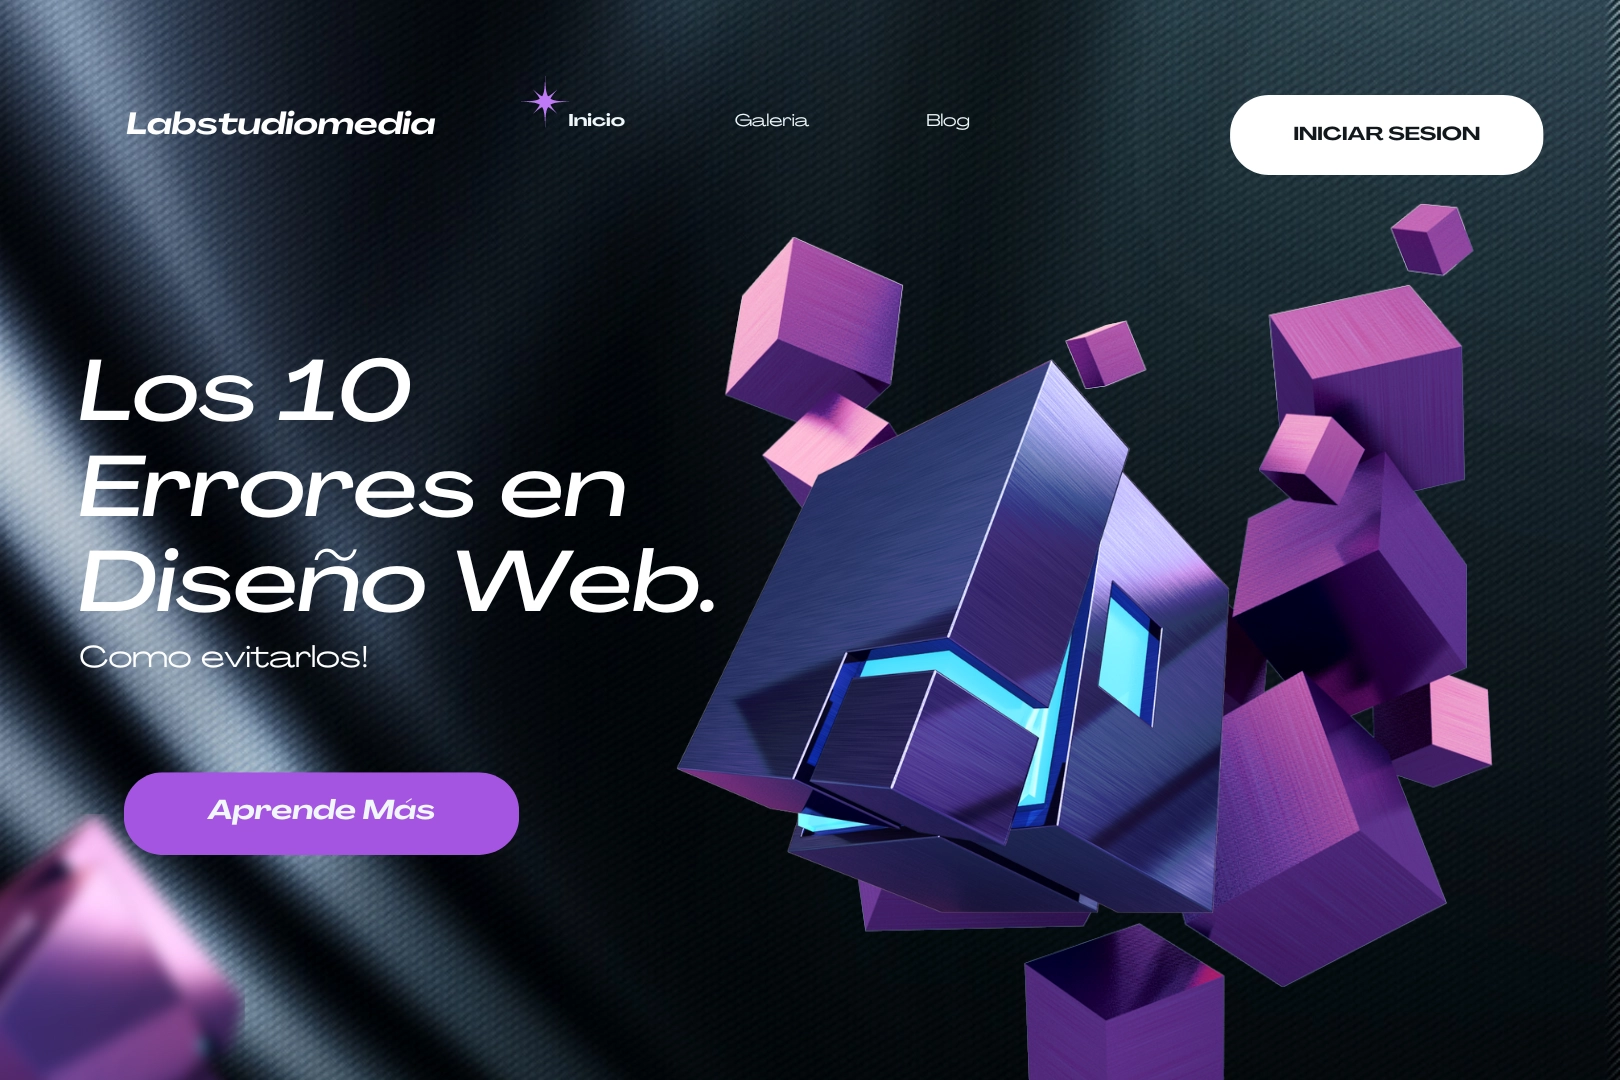 Labstudiomedia
Inicio
Galeria
Blog
INICIAR SESION
Los 10
Errores en
Diseño Web.
Como evitarlos!
Aprende Más